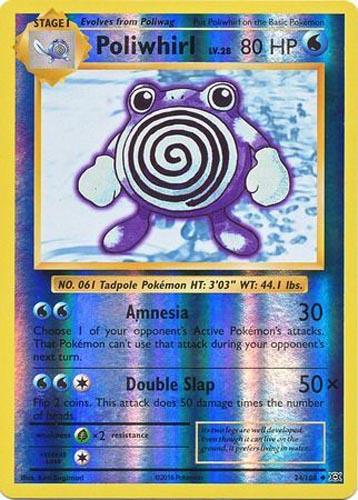 STAGE 1 Evolves from Poliwag Put Poliwhirl on the Basic Pokémon
Poliwhirl LV.28 80 HP
NO. 061 Tadpole Pokémon HT: 3'03" WT: 44.1 lbs.
Amnesia 30
Choose 1 of your opponent's Active Pokémon's attacks.
That Pokémon can't use that attack during your opponent's
next turn.
Double Slap 50×
Flip 2 coins. This attack does 50 damage times the number
of heads.
weakness ×2 resistance
retreat cost
Its two legs are well developed.
Even though it can live on the
ground, it prefers living in water.
Illus. Ken Sugimori ©2016 Pokémon 24/108 XY